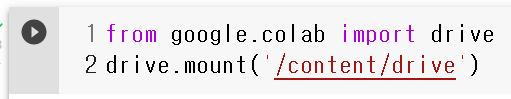 1 from google.colab import drive
2 drive.mount('/content/drive')